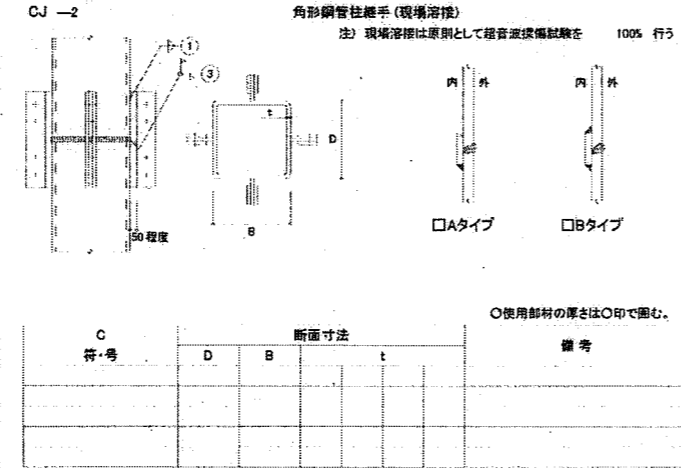 CJ —2
角形鋼管柱継手(現場溶接)
注) 現場溶接は原則として超音波探傷試験を 100% 行う
①
③
内 外
内 外
t
D
B
50 程度
□Aタイプ
□Bタイプ
○使用部材の厚さは○印で囲む。
C
符・号
断面寸法
備 考
D B t